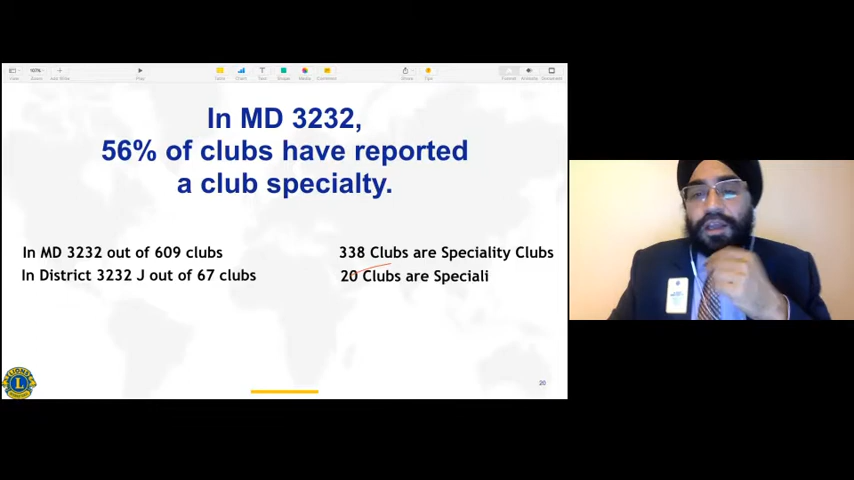 In MD 3232,
56% of clubs have reported
a club specialty.
In MD 3232 out of 609 clubs
338 Clubs are Speciality Clubs
In District 3232 J out of 67 clubs
20 Clubs are Speciali
20